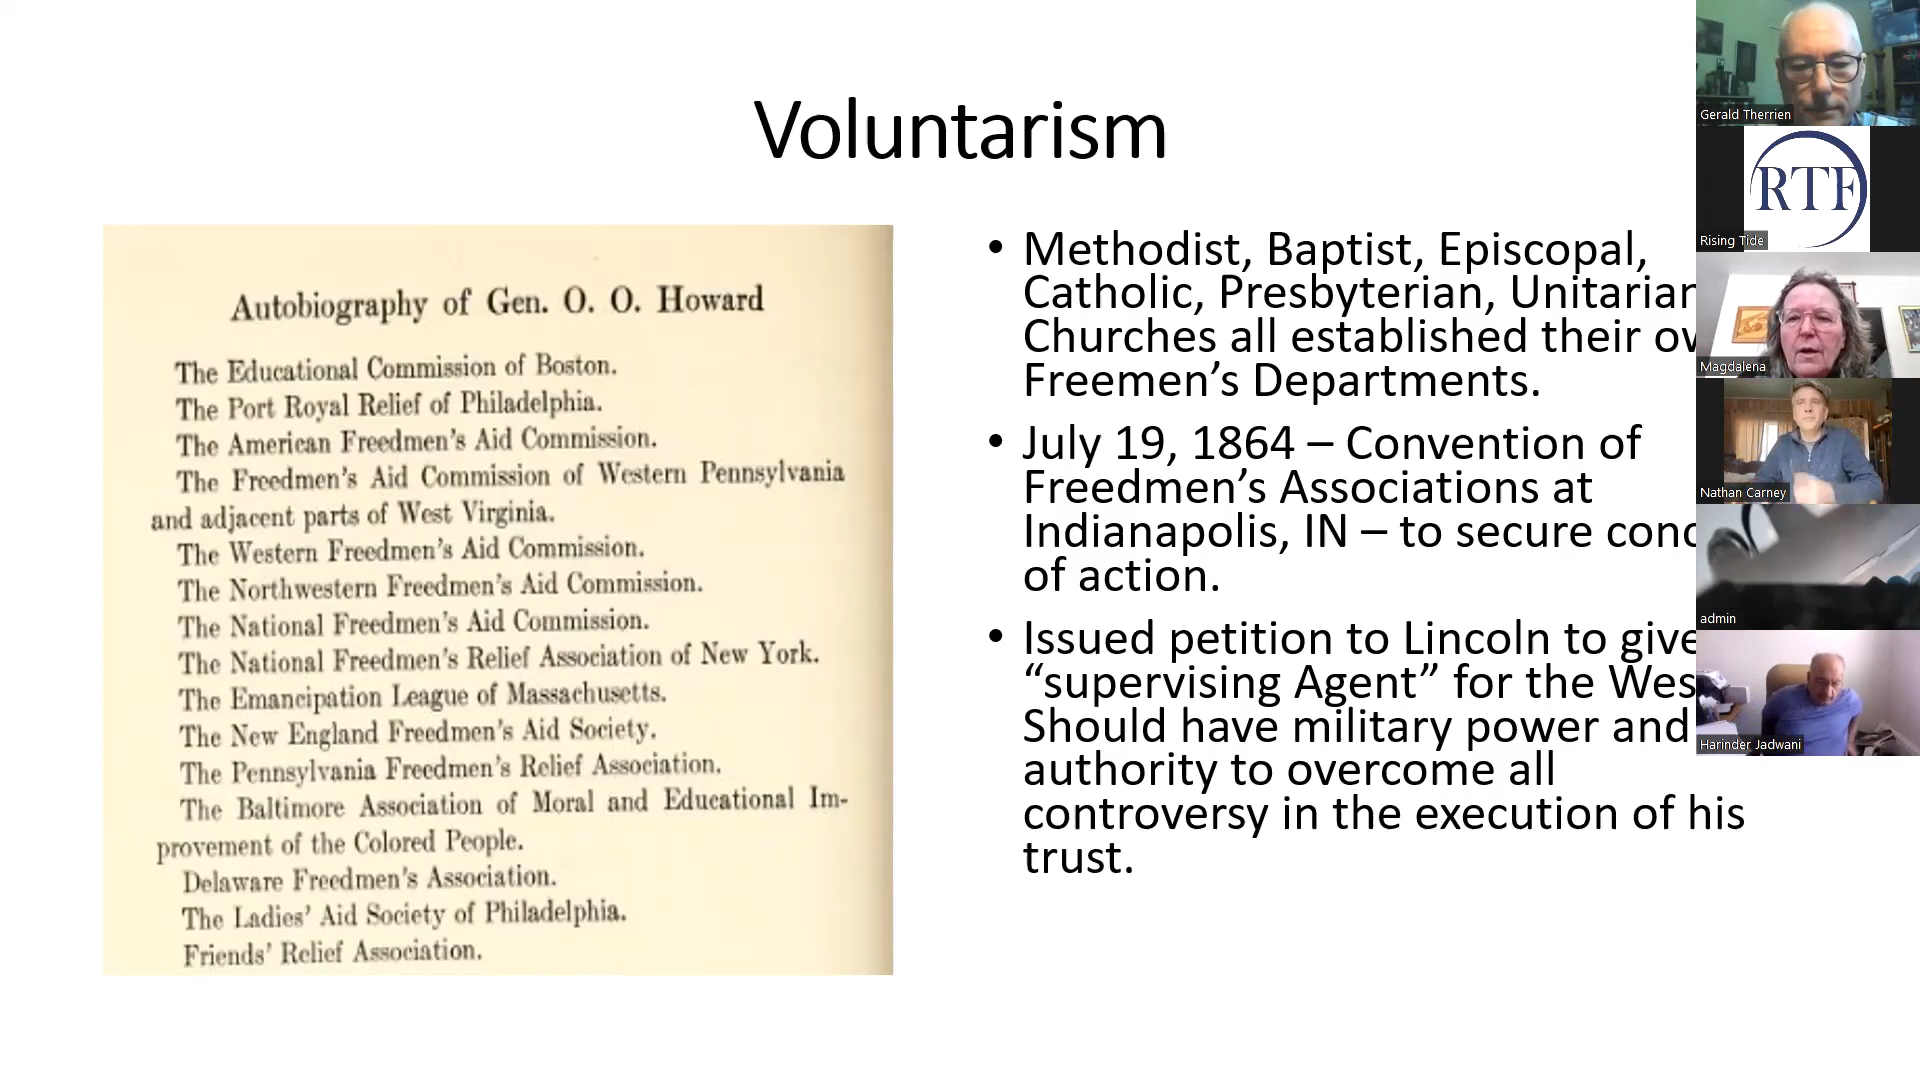 Voluntarism
Autobiography of Gen. O. O. Howard
The Educational Commission of Boston.
The Port Royal Relief of Philadelphia.
The American Freedmen's Aid Commission.
The Freedmen's Aid Commission of Western Pennsylvania
and adjacent parts of West Virginia.
The Western Freedmen's Aid Commission.
The Northwestern Freedmen's Aid Commission.
The National Freedmen's Aid Commission.
The National Freedmen's Relief Association of New York.
The Emancipation League of Massachusetts.
The New England Freedmen's Aid Society.
The Pennsylvania Freedmen's Relief Association.
The Baltimore Association of Moral and Educational Im-
provement of the Colored People.
Delaware Freedmen's Association.
The Ladies' Aid Society of Philadelphia.
Friends' Relief Association.
• Methodist, Baptist, Episcopal,
Catholic, Presbyterian, Unitarian
Churches all established their
Freemen’s Departments.
• July 19, 1864 – Convention of
Freedmen’s Associations at
Indianapolis, IN – to secure
of action.
• Issued petition to Lincoln to give
“supervising Agent” for the
Should have military power and
authority to overcome all
controversy in the execution of his
trust.
Gerald Therrien
RTF
Rising Tide
Magdalena
Nathan Carney
admin
Harinder Jadwani